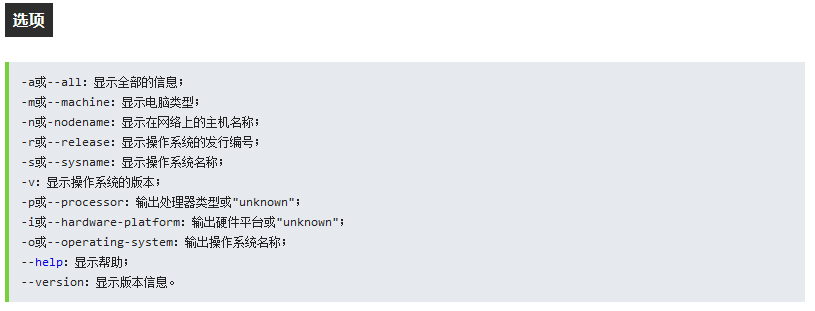 选项
-a或--all：显示全部的信息；
-m或--machine：显示电脑类型；
-n或-nodename：显示在网络上的主机名称；
-r或--release：显示操作系统的发行编号；
-s或--sysname：显示操作系统名称；
-v：显示操作系统的版本；
-p或--processor：输出处理器类型或"unknown"；
-i或--hardware-platform：输出硬件平台或"unknown"；
-o或--operating-system：输出操作系统名称；
--help：显示帮助；
--version：显示版本信息。